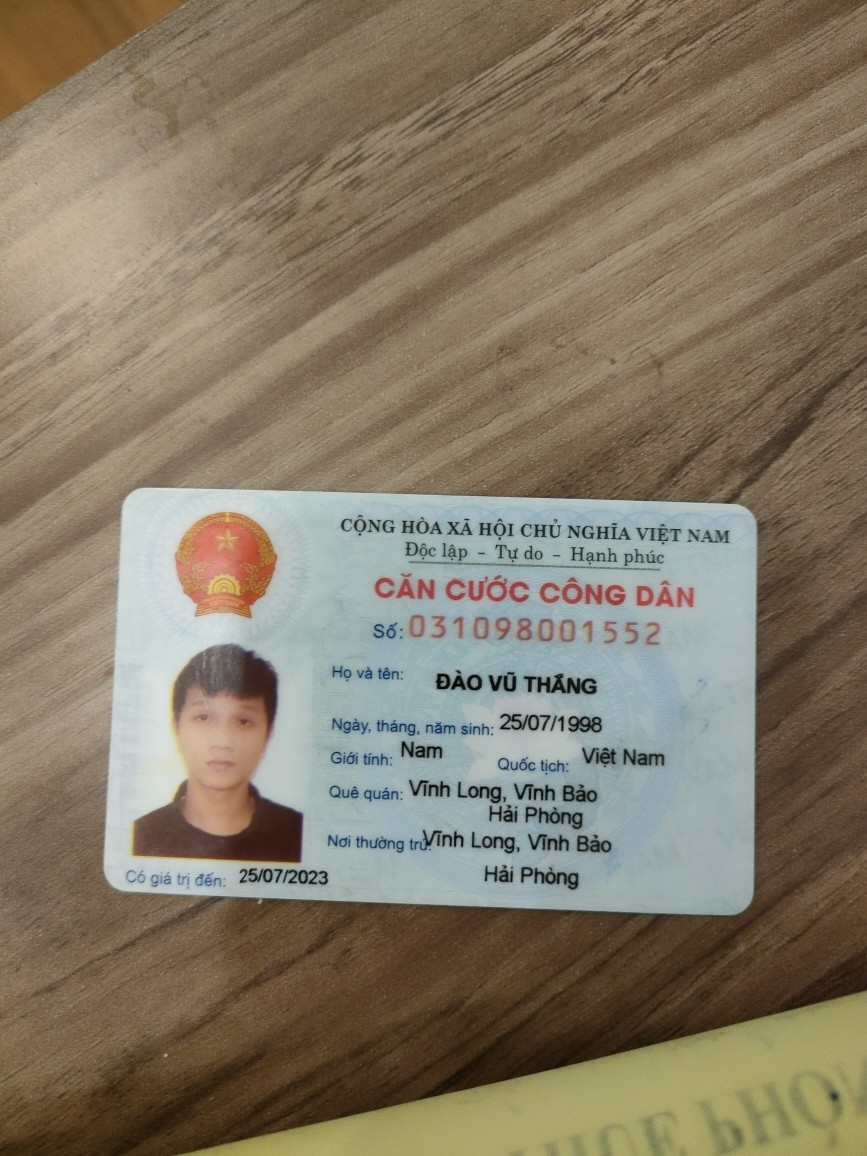 CỘNG HÒA XÃ HỘI CHỦ NGHĨA VIỆT NAM
Độc lập - Tự do - Hạnh phúc
CĂN CƯỚC CÔNG DÂN
Số: 031098001552
Họ và tên: ĐÀO VŨ THẮNG
Ngày, tháng, năm sinh: 25/07/1998
Giới tính: Nam Quốc tịch: Việt Nam
Quê quán: Vĩnh Long, Vĩnh Bảo
Hải Phòng
Nơi thường trú: Vĩnh Long, Vĩnh Bảo
Hải Phòng
Có giá trị đến: 25/07/2023